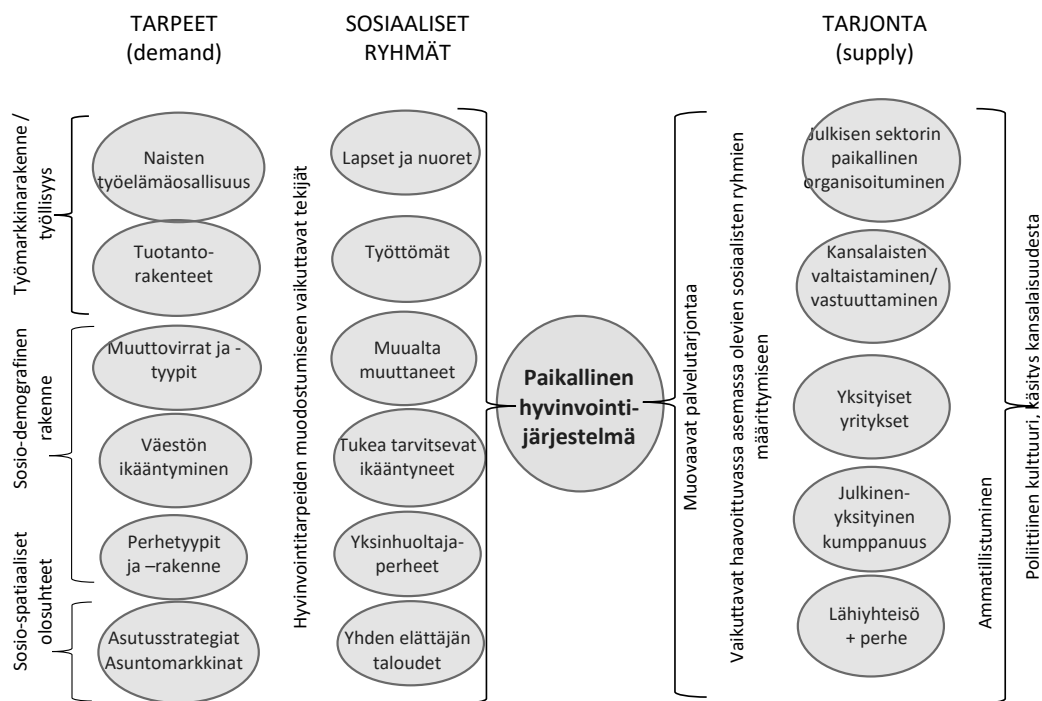 TARPEET
(demand)
SOSIAALISET
RYHMÄT
TARJONTA
(supply)
Työmarkkinarakenne /
työllisyys
Naisten
työelämäosallisuus
Tuotanto-
rakenteet
Sosio-demografinen
rakenne
Muuttovirrat ja -
tyypit
Väestön
ikääntyminen
Perhetyypit
ja –rakenne
Sosio-spatiaaliset
olosuhteet
Asutusstrategiat
Asuntomarkkinat
Hyvinvointitarpeiden muodostumiseen vaikuttavat tekijät
Lapset ja nuoret
Työttömät
Muualta
muuttaneet
Tukea tarvitsevat
ikääntyneet
Yksinhuoltaja-
perheet
Yhden elättäjän
taloudet
Paikallinen
hyvinvointi-
järjestelmä
Muovaavat palvelutarjontaa
Vaikuttavat haavoittuvassa asemassa olevien sosiaalisten ryhmien
määrittymiseen
Julkisen sektorin
paikallinen
organisoituminen
Kansalaisten
valtaistaminen/
vastuuttaminen
Yksityiset
yritykset
Julkinen-
yksityinen
kumppanuus
Lähiyhteisö
+ perhe
Ammatillistuminen
Poliittinen kulttuuri, käsitys kansalaisuudesta